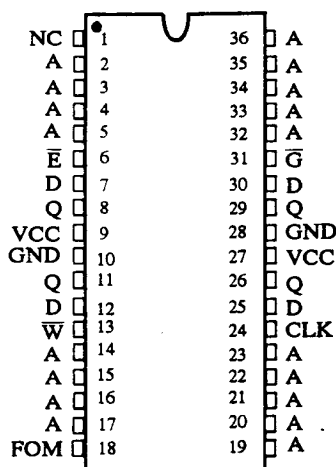 NC 1 36 A
A 2 35 A
A 3 34 A
A 4 33 A
A 5 32 A
E̅ 6 31 G̅
D 7 30 D
Q 8 29 Q
VCC 9 28 GND
GND 10 27 VCC
Q 11 26 Q
D 12 25 D
W̅ 13 24 CLK
A 14 23 A
A 15 22 A
A 16 21 A
A 17 20 A
FOM 18 19 A